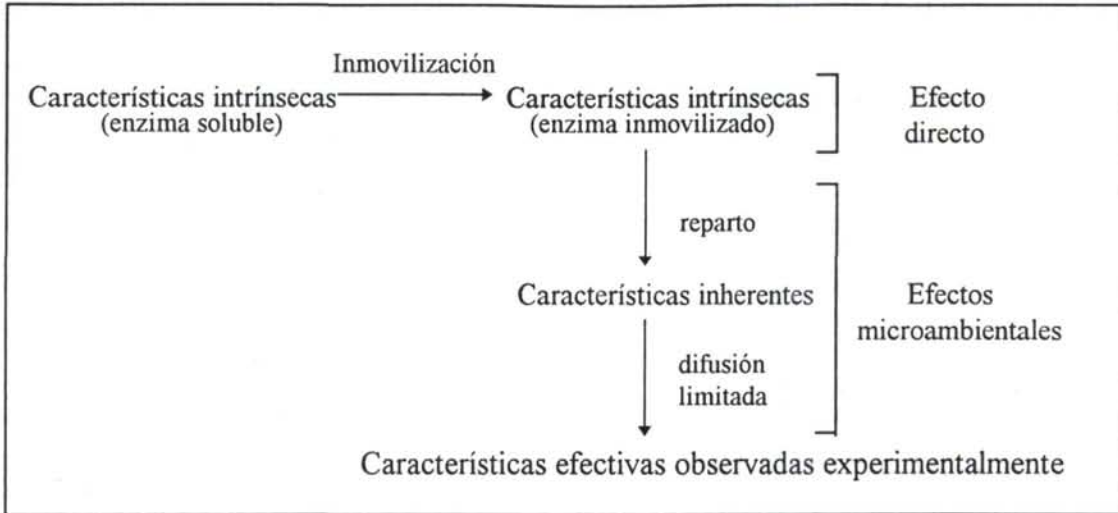 Inmovilización
Características intrínsecas
(enzima soluble)
Características intrínsecas
(enzima inmovilizado)
Efecto
directo
reparto
Características inherentes
Efectos
microambientales
difusión
limitada
Características efectivas observadas experimentalmente